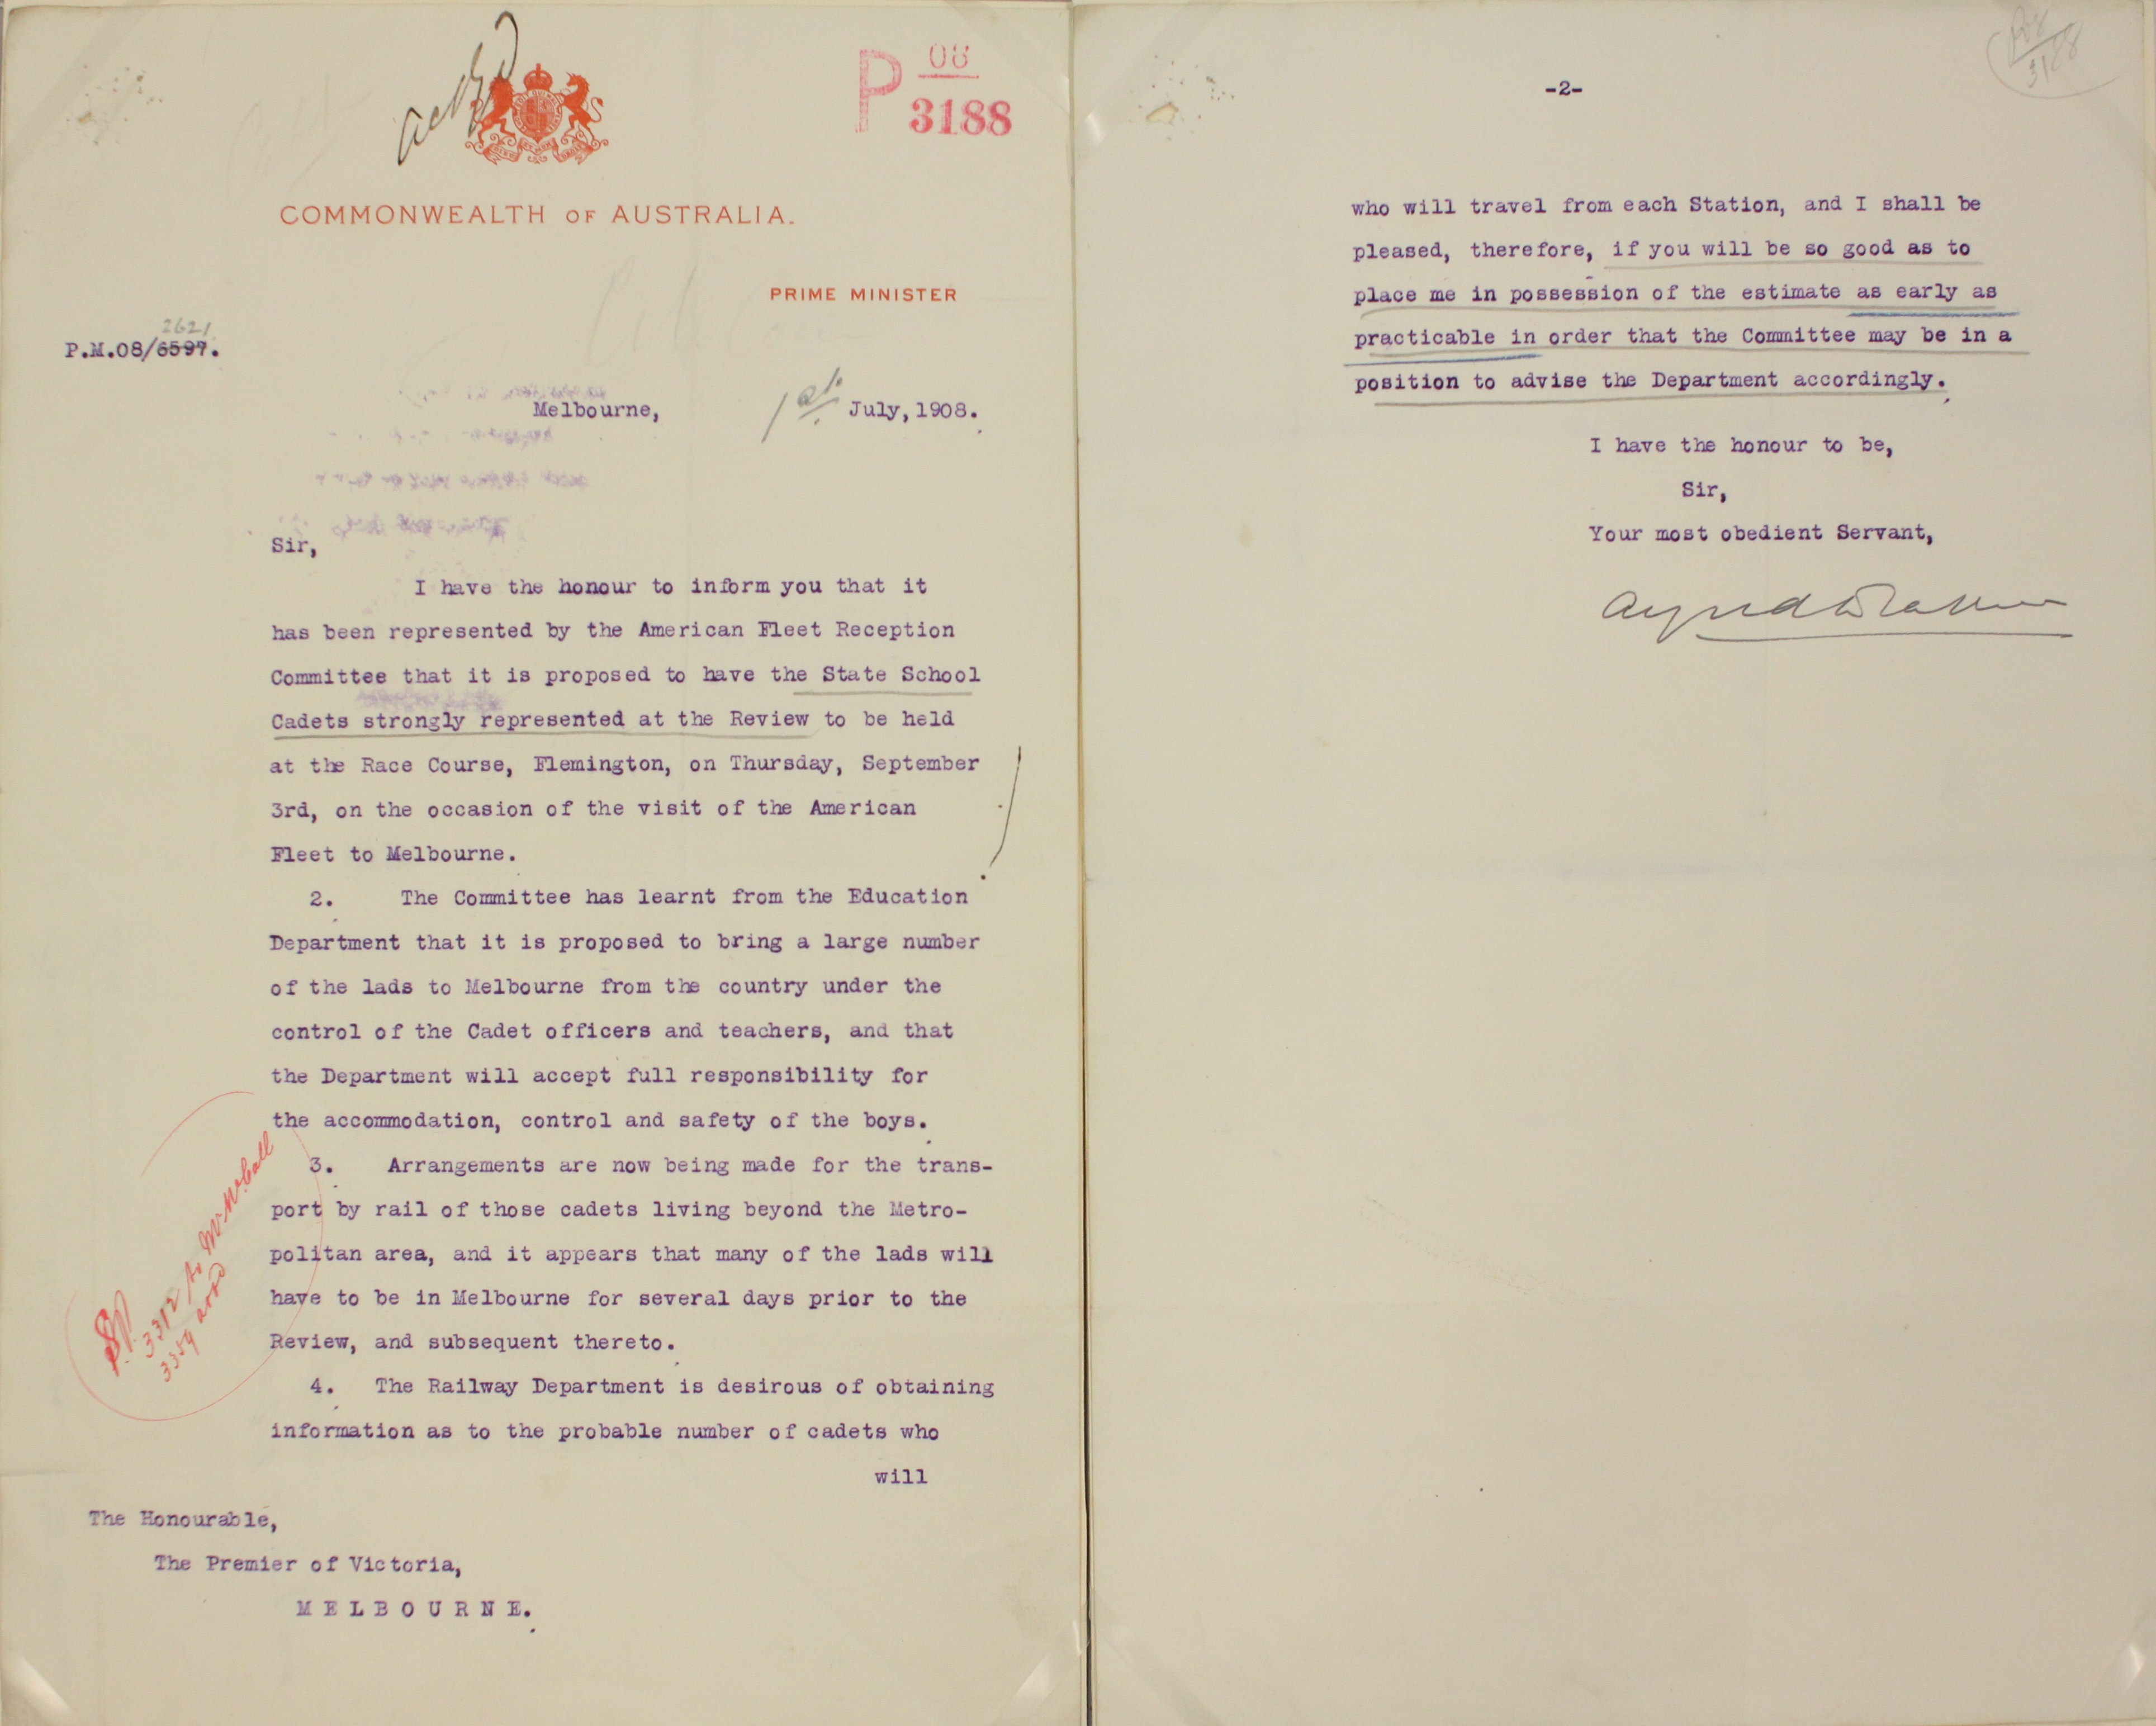 ackd
P 08
3188
COMMONWEALTH OF AUSTRALIA.
PRIME MINISTER
2621
P.M.08/6597.
Melbourne, 1st. July, 1908.
Sir,
I have the honour to inform you that it
has been represented by the American Fleet Reception
Committee that it is proposed to have the State School
Cadets strongly represented at the Review to be held
at the Race Course, Flemington, on Thursday, September
3rd, on the occasion of the visit of the American
Fleet to Melbourne.
2. The Committee has learnt from the Education
Department that it is proposed to bring a large number
of the lads to Melbourne from the country under the
control of the Cadet officers and teachers, and that
the Department will accept full responsibility for
the accommodation, control and safety of the boys.
3. Arrangements are now being made for the trans-
port by rail of those cadets living beyond the Metro-
politan area, and it appears that many of the lads will
have to be in Melbourne for several days prior to the
Review, and subsequent thereto.
4. The Railway Department is desirous of obtaining
information as to the probable number of cadets who
will
3312 to Mr McCall
3359
The Honourable,
The Premier of Victoria,
MELBOURNE.
P08
3188
-2-
who will travel from each Station, and I shall be
pleased, therefore, if you will be so good as to
place me in possession of the estimate as early as
practicable in order that the Committee may be in a
position to advise the Department accordingly.
I have the honour to be,
Sir,
Your most obedient Servant,
Alfred Deakin